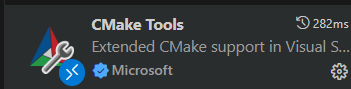 CMake Tools 282ms
Extended CMake support in Visual S...
Microsoft